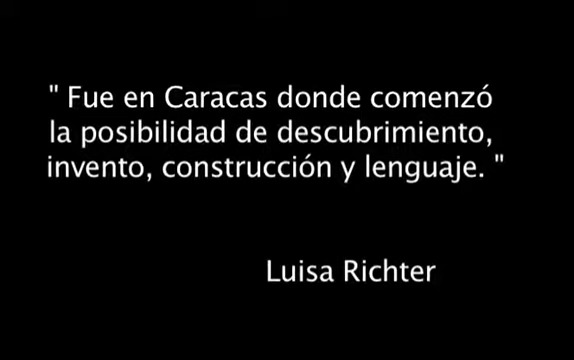 " Fue en Caracas donde comenzó
la posibilidad de descubrimiento,
invento, construcción y lenguaje. "
Luisa Richter